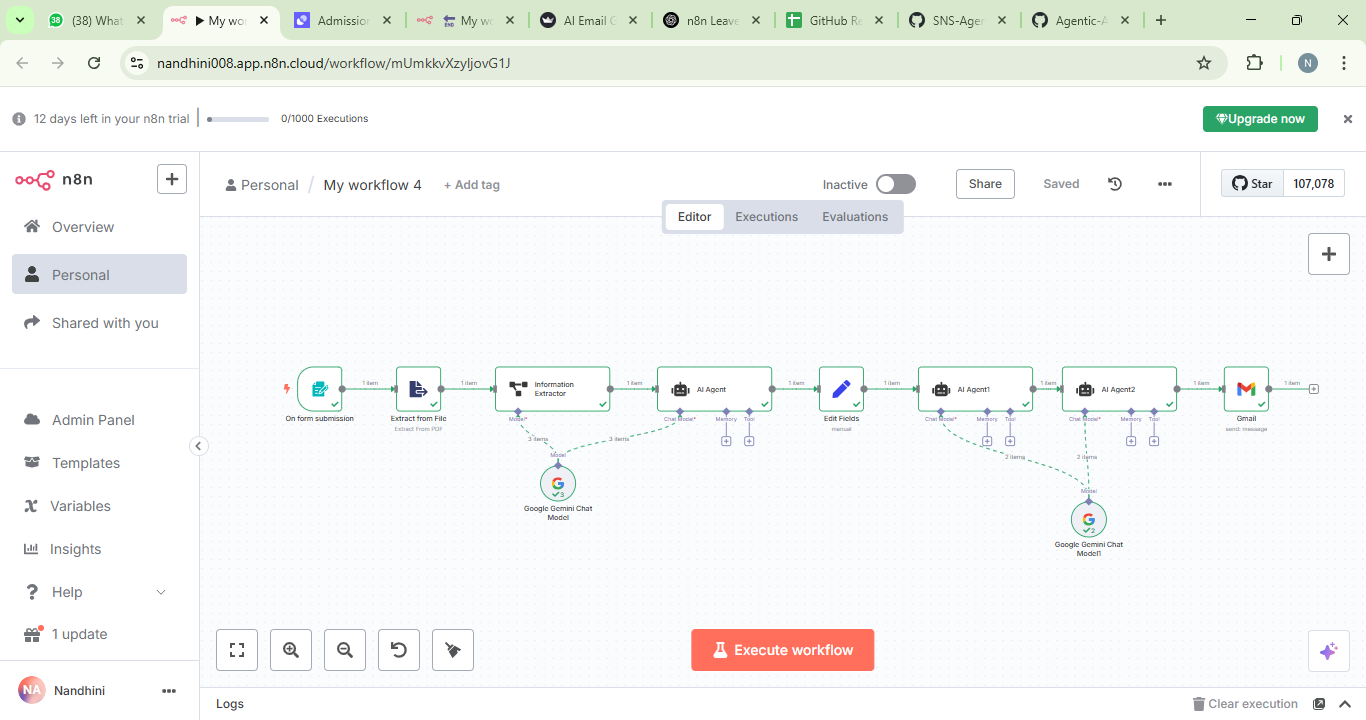 38 (38) What
▶ My wo
Admission
END My wo
AI Email G
n8n Leave
GitHub Re
SNS-Agen
Agentic-A
nandhini008.app.n8n.cloud/workflow/mUmkkvXzyljovG1J
N
12 days left in your n8n trial
0/1000 Executions
Upgrade now
n8n
Personal / My workflow 4 + Add tag
Inactive
Share
Saved
Star 107,078
Editor Executions Evaluations
Overview
Personal
Shared with you
Admin Panel
Templates
Variables
Insights
Help
1 update
NA Nandhini
On form submission
1 item
Extract from File
Extract From PDF
1 item
Information Extractor
Model*
1 item
AI Agent
Chat Model*
Memory
Tool
1 item
Edit Fields
manual
1 item
AI Agent1
Chat Model*
Memory
Tool
1 item
AI Agent2
Chat Model*
Memory
Tool
1 item
Gmail
send: message
1 item
3 items
3 items
Model
3
Google Gemini Chat
Model
2 items
2 items
Model
2
Google Gemini Chat
Model1
Execute workflow
Logs
Clear execution